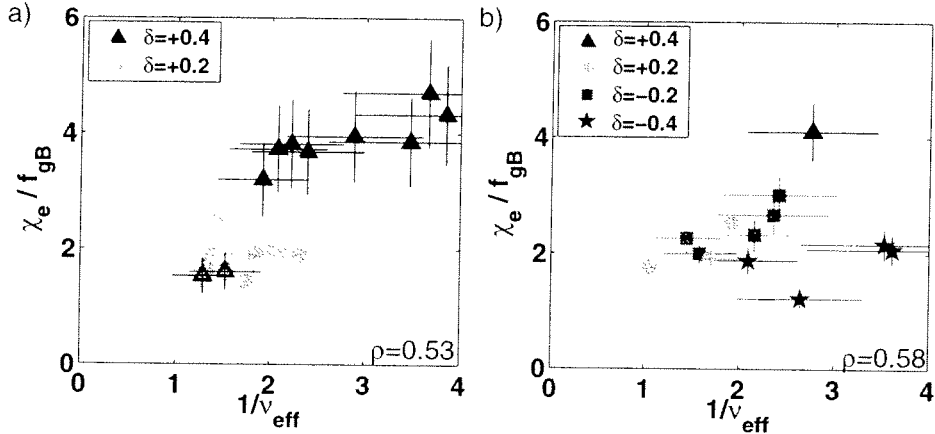 a)
6
4
2
0
χe / fgB
δ=+0.4
δ=+0.2
ρ=0.53
1 2 3 4
1/νeff
b)
6
4
2
0
χe / fgB
δ=+0.4
δ=+0.2
δ=−0.2
δ=−0.4
ρ=0.58
0 1 2 3 4
1/νeff